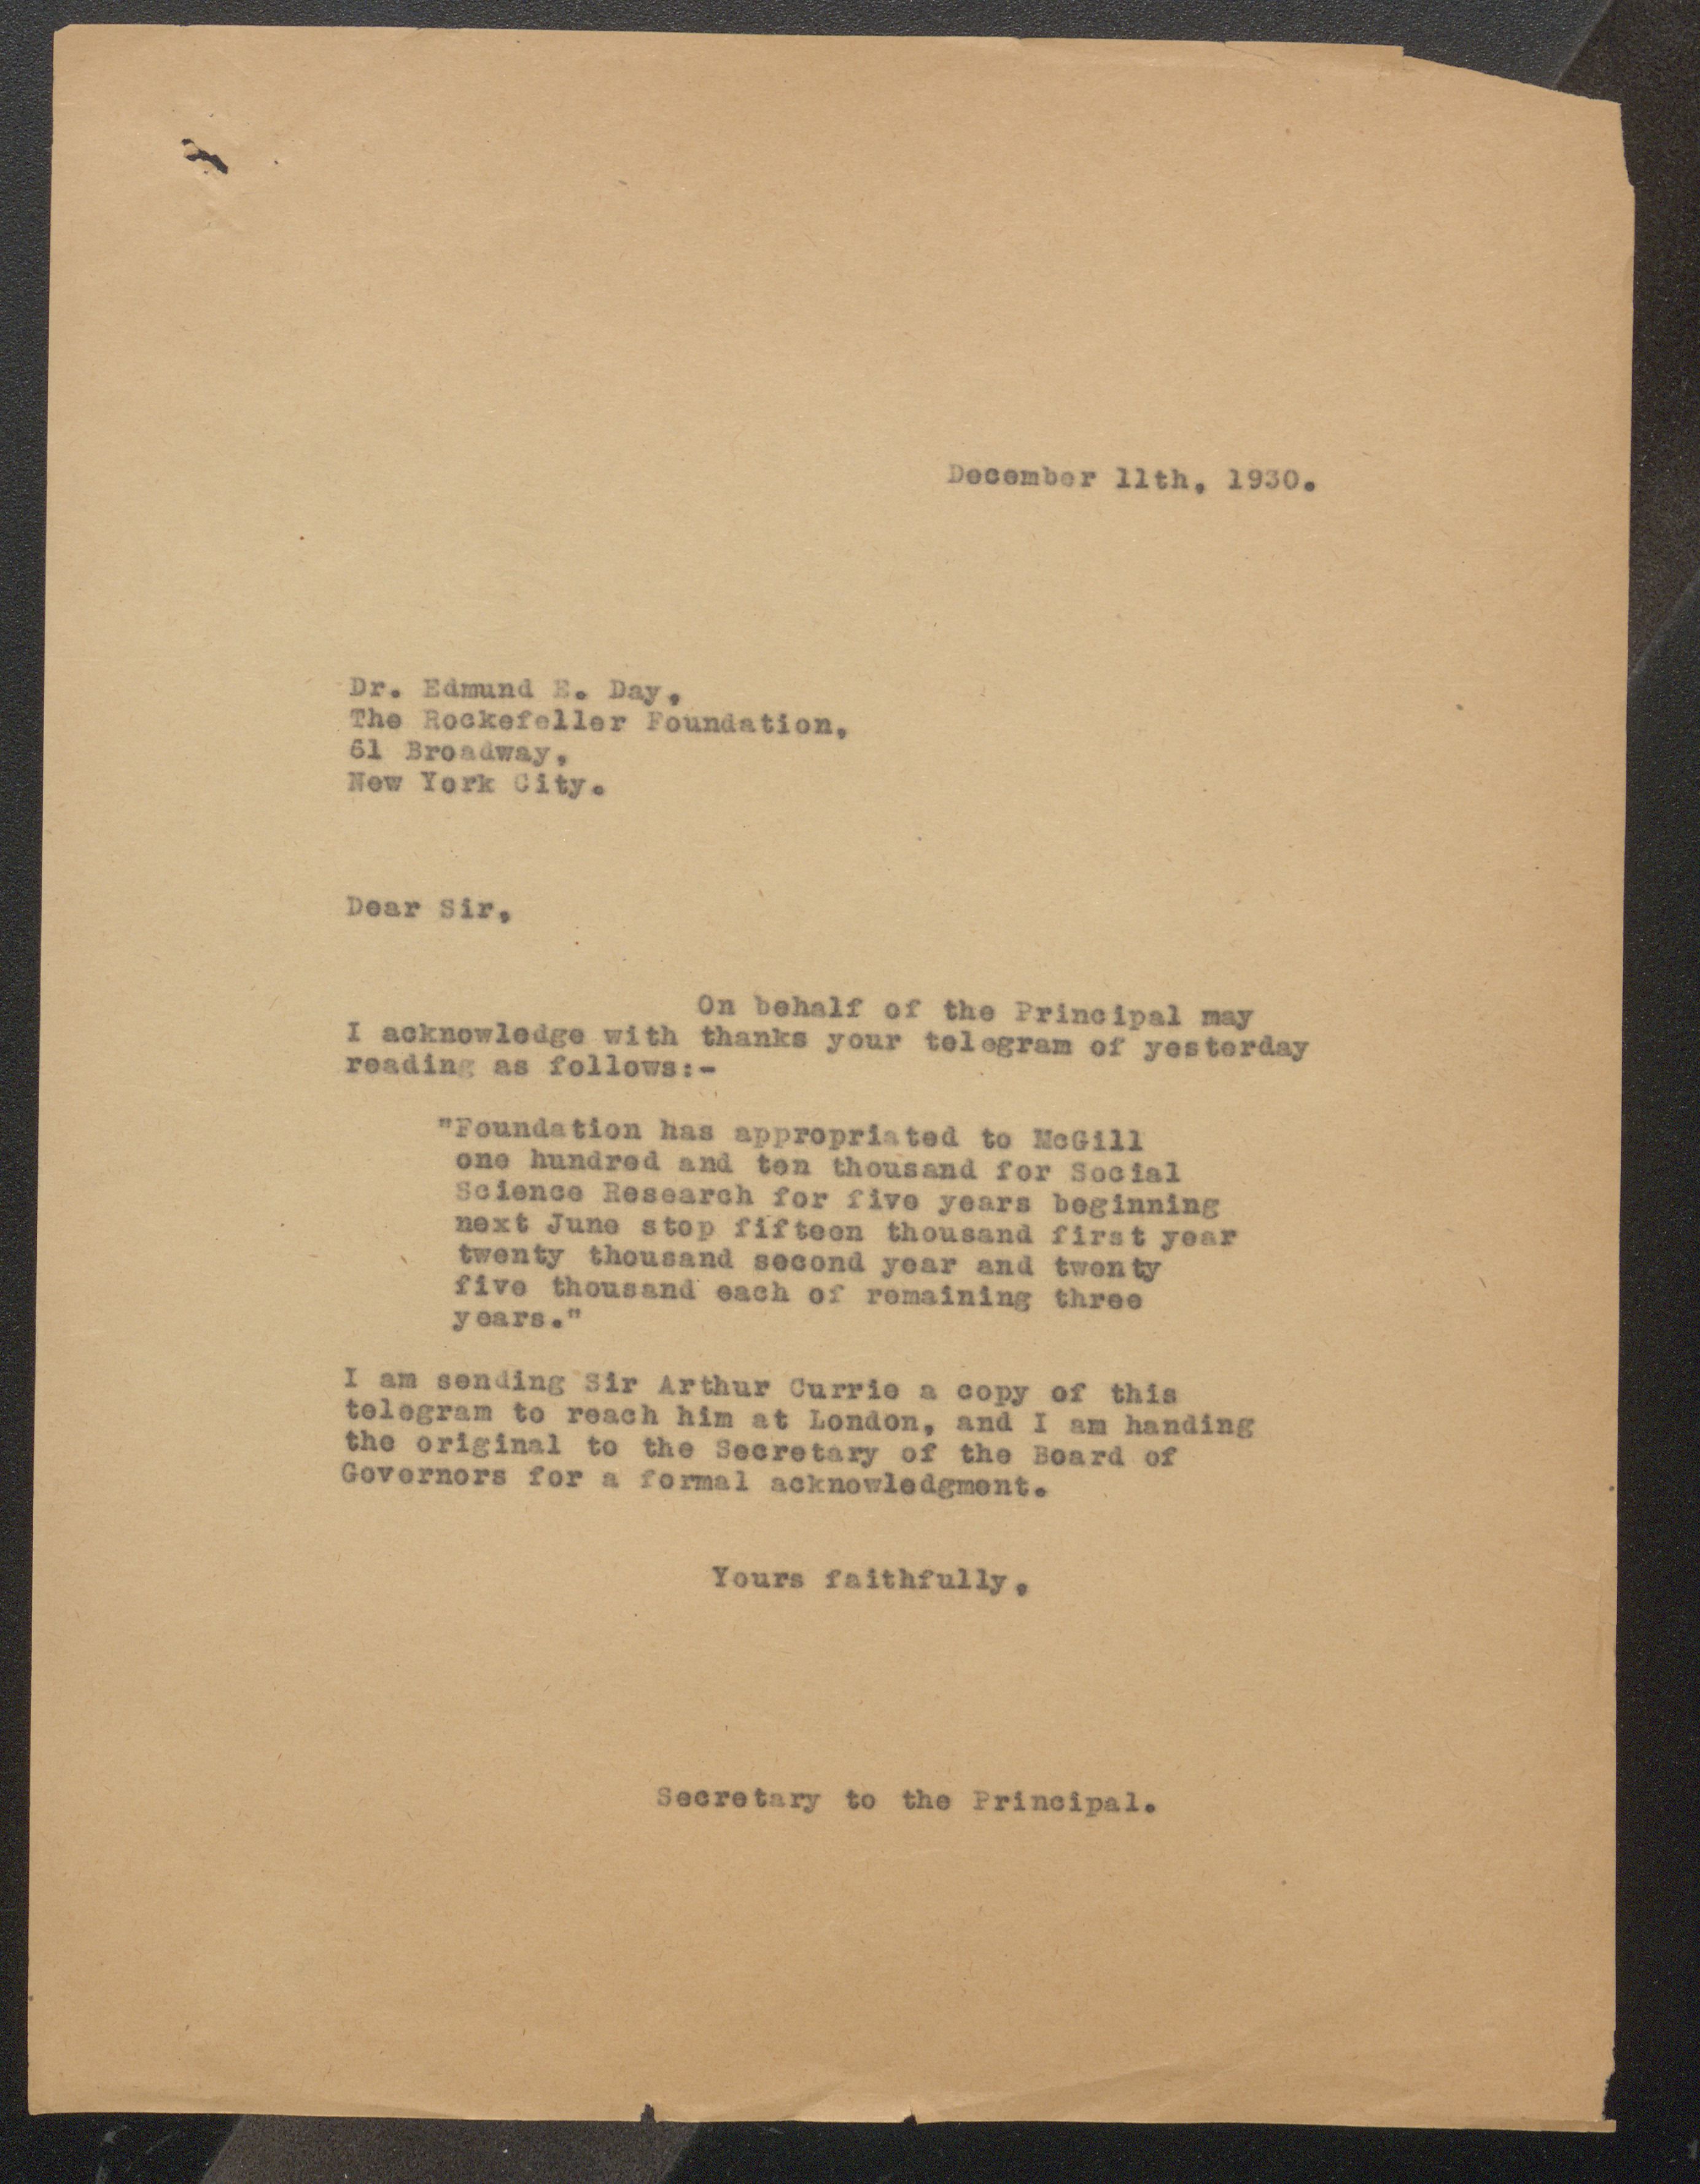 December 11th, 1930.
Dr. Edmund E. Day,
The Rockefeller Foundation,
61 Broadway,
New York City.
Dear Sir,
On behalf of the Principal may
I acknowledge with thanks your telegram of yesterday
reading as follows:-
"Foundation has appropriated to McGill
one hundred and ten thousand for Social
Science Research for five years beginning
next June stop fifteen thousand first year
twenty thousand second year and twenty
five thousand each of remaining three
years."
I am sending Sir Arthur Currie a copy of this
telegram to reach him at London, and I am handing
the original to the Secretary of the Board of
Governors for a formal acknowledgment.
Yours faithfully,
Secretary to the Principal.